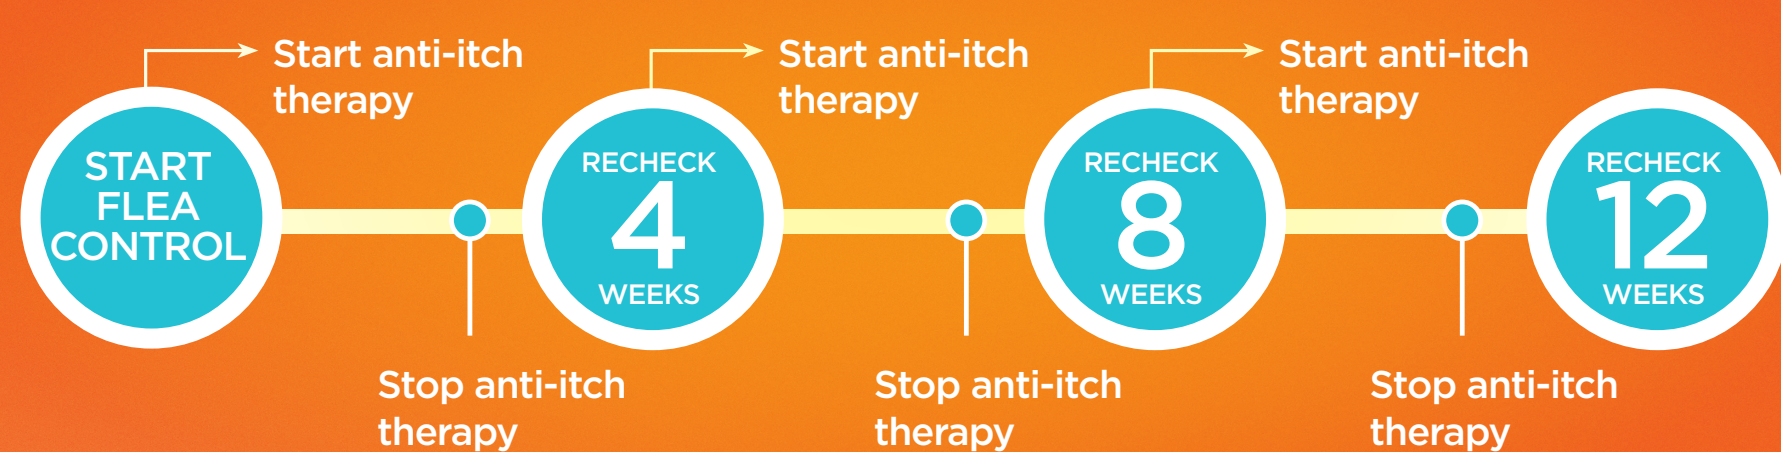 Start anti-itch
therapy
Start anti-itch
therapy
Start anti-itch
therapy
START
FLEA
CONTROL
RECHECK
4
WEEKS
RECHECK
8
WEEKS
RECHECK
12
WEEKS
Stop anti-itch
therapy
Stop anti-itch
therapy
Stop anti-itch
therapy